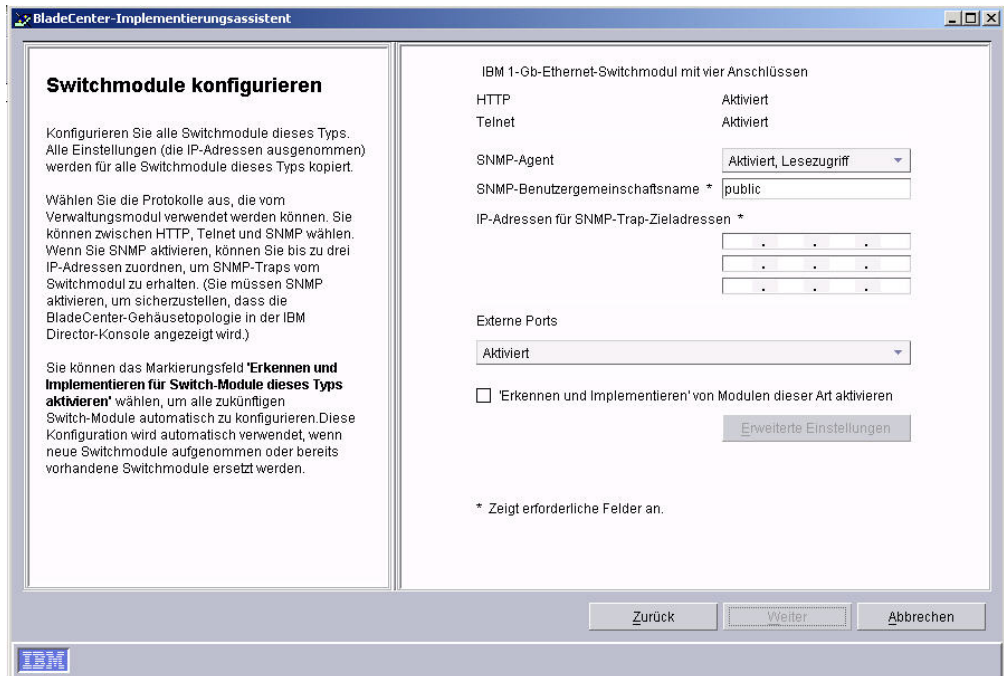 BladeCenter-Implementierungsassistent
Switchmodule konfigurieren
Konfigurieren Sie alle Switchmodule dieses Typs.
Alle Einstellungen (die IP-Adressen ausgenommen)
werden für alle Switchmodule dieses Typs kopiert.
Wählen Sie die Protokolle aus, die vom
Verwaltungsmodul verwendet werden können. Sie
können zwischen HTTP, Telnet und SNMP wählen.
Wenn Sie SNMP aktivieren, können Sie bis zu drei
IP-Adressen zuordnen, um SNMP-Traps vom
Switchmodul zu erhalten. (Sie müssen SNMP
aktivieren, um sicherzustellen, dass die
BladeCenter-Gehäusetopologie in der IBM
Director-Konsole angezeigt wird.)
Sie können das Markierungsfeld 'Erkennen und
Implementieren für Switch-Module dieses Typs
aktivieren' wählen, um alle zukünftigen
Switch-Module automatisch zu konfigurieren.Diese
Konfiguration wird automatisch verwendet, wenn
neue Switchmodule aufgenommen oder bereits
vorhandene Switchmodule ersetzt werden.
IBM 1-Gb-Ethernet-Switchmodul mit vier Anschlüssen
HTTP Aktiviert
Telnet Aktiviert
SNMP-Agent Aktiviert, Lesezugriff
SNMP-Benutzergemeinschaftsname * public
IP-Adressen für SNMP-Trap-Zieladressen *
. . .
. . .
. . .
Externe Ports
Aktiviert
'Erkennen und Implementieren' von Modulen dieser Art aktivieren
Erweiterte Einstellungen
* Zeigt erforderliche Felder an.
Zurück Weiter Abbrechen
IBM